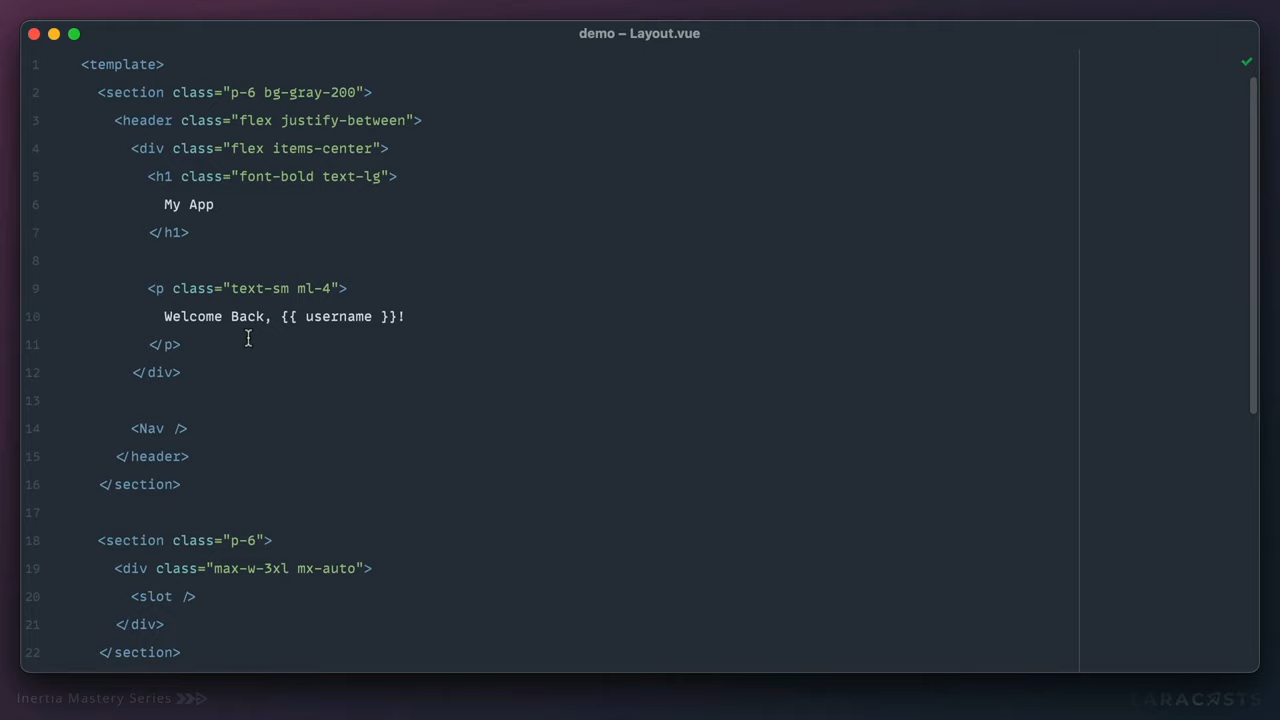 demo – Layout.vue
1 <template>
2 <section class="p-6 bg-gray-200">
3 <header class="flex justify-between">
4 <div class="flex items-center">
5 <h1 class="font-bold text-lg">
6 My App
7 </h1>
8
9 <p class="text-sm ml-4">
10 Welcome Back, {{ username }}!
11 </p>
12 </div>
13
14 <Nav />
15 </header>
16 </section>
17
18 <section class="p-6">
19 <div class="max-w-3xl mx-auto">
20 <slot />
21 </div>
22 </section>
Inertia Mastery Series
LARACASTS